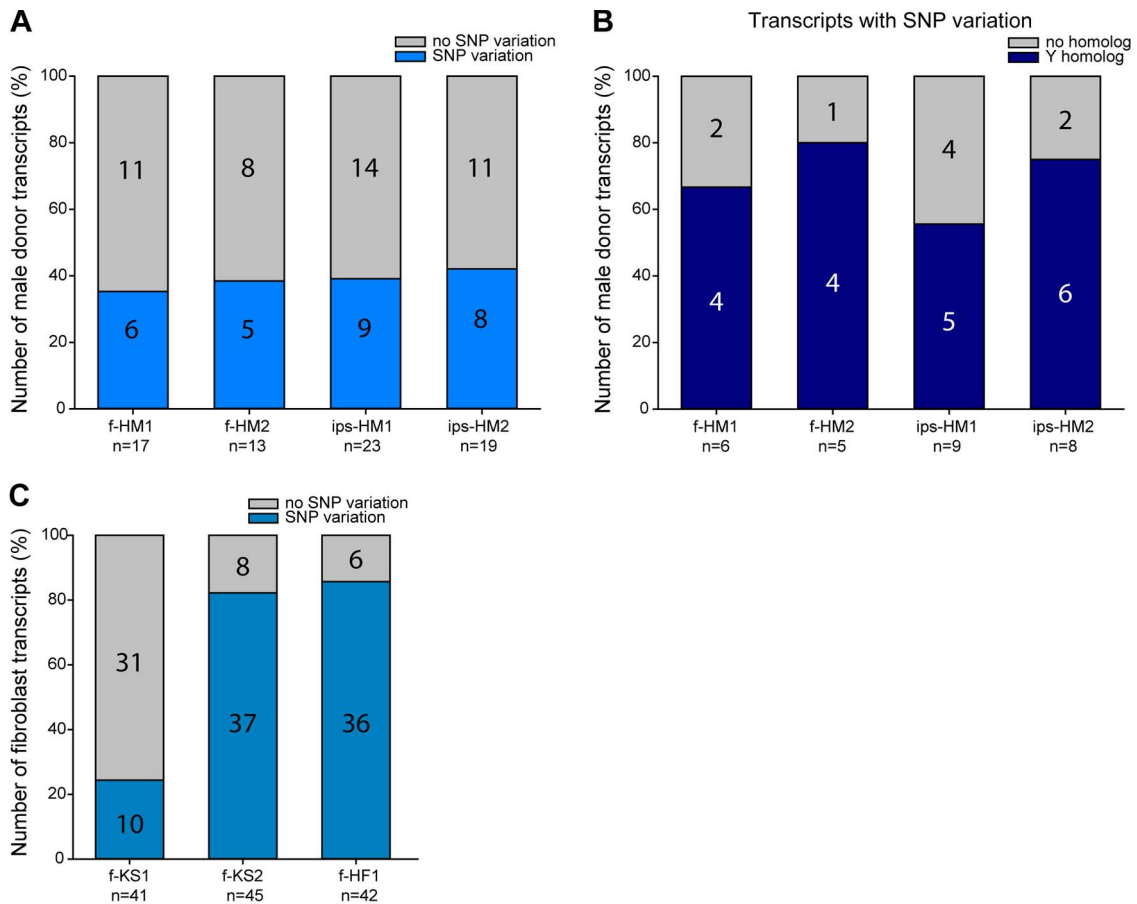 A
no SNP variation
SNP variation
Number of male donor transcripts (%)
100
80
60
40
20
0
11
8
14
11
6
5
9
8
f-HM1
f-HM2
ips-HM1
ips-HM2
n=17
n=13
n=23
n=19
B
Transcripts with SNP variation
no homolog
Y homolog
Number of male donor transcripts (%)
100
80
60
40
20
0
2
1
4
2
4
4
5
6
f-HM1
f-HM2
ips-HM1
ips-HM2
n=6
n=5
n=9
n=8
C
no SNP variation
SNP variation
Number of fibroblast transcripts (%)
100
80
60
40
20
0
31
8
6
10
37
36
f-KS1
f-KS2
f-HF1
n=41
n=45
n=42